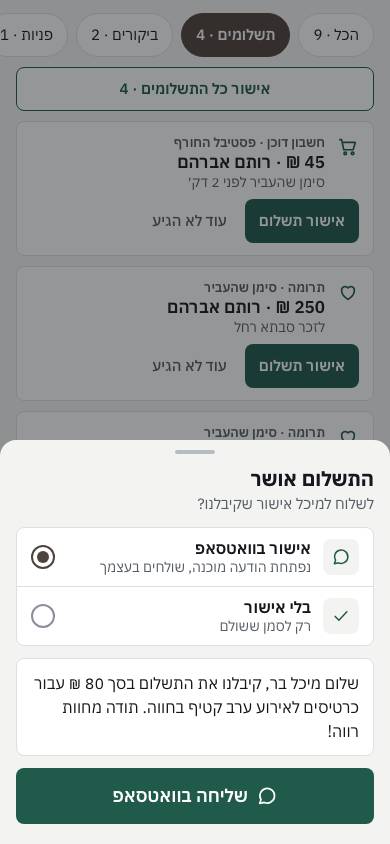 הכל · 9
תשלומים · 4
ביקורים · 2
פניות · 1
אישור כל התשלומים · 4
חשבון דוכן · פסטיבל החורף
45 ₪ · רותם אברהם
סימן שהעביר לפני 2 דק'
אישור תשלום
עוד לא הגיע
תרומה · סימן שהעביר
250 ₪ · רותם אברהם
לזכר סבתא רחל
אישור תשלום
עוד לא הגיע
תרומה · סימן שהעביר
התשלום אושר
לשלוח למיכל אישור שקיבלנו?
אישור בוואטסאפ
נפתחת הודעה מוכנה, שולחים בעצמך
בלי אישור
רק לסמן ששולם
שלום מיכל בר, קיבלנו את התשלום בסך 80 ₪ עבור
כרטיסים לאירוע ערב קטיף בחווה. תודה מחוות
רווה!
שליחה בוואטסאפ